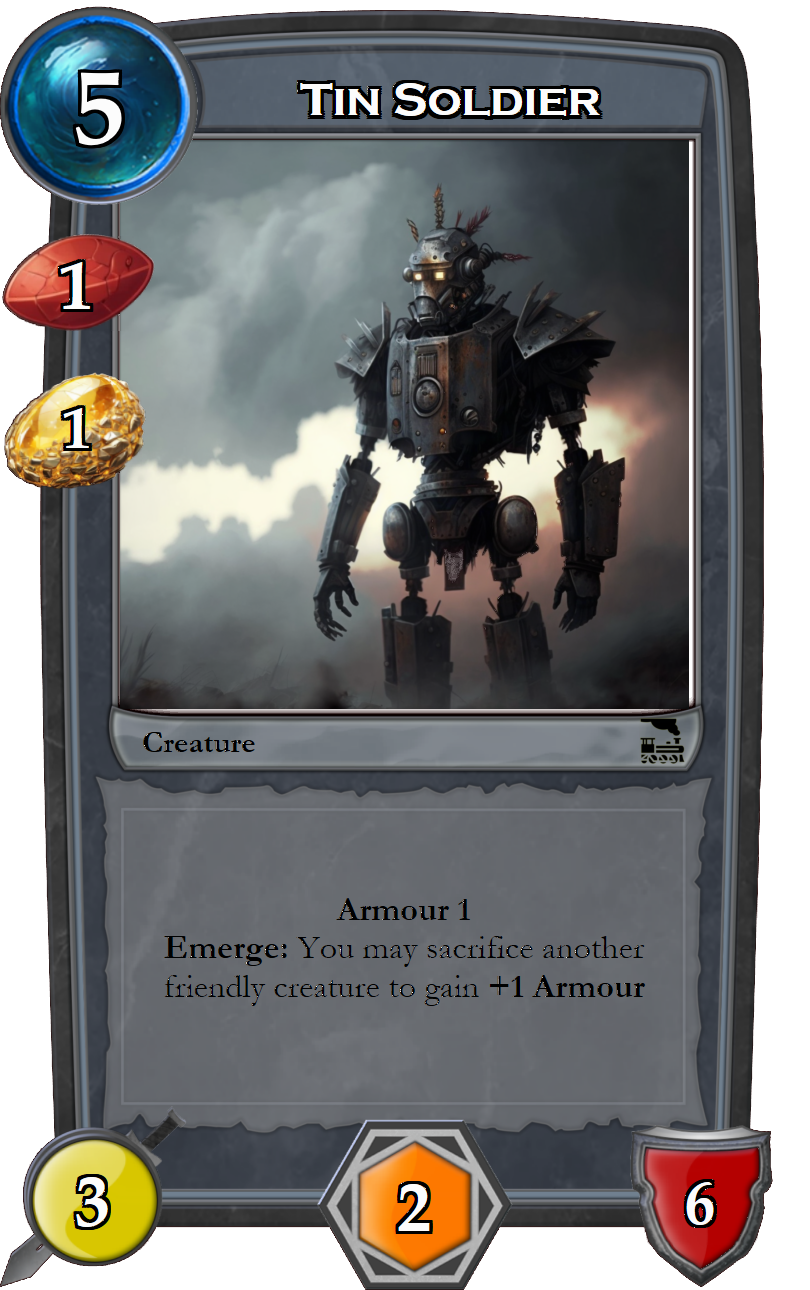 5
Tin Soldier
1
1
Creature
Armour 1
Emerge: You may sacrifice another
friendly creature to gain +1 Armour
3
2
6